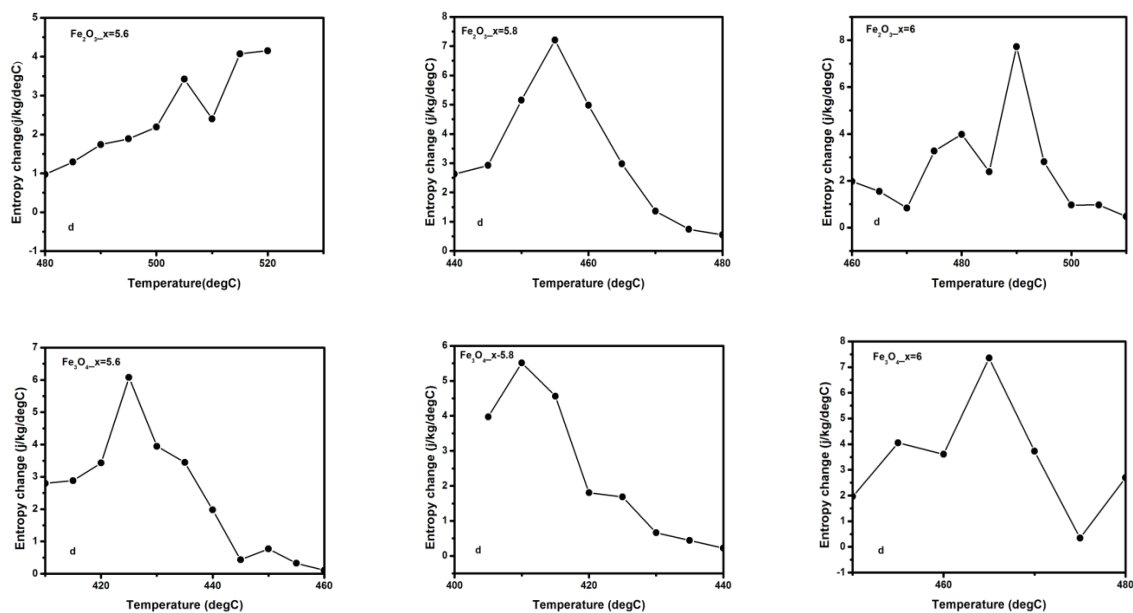 Fe2O3_x=5.6
Entropy change(j/kg/degC)
5
4
3
2
1
0
-1
d
480 500 520
Temperature(degC)
Fe2O3_x=5.8
Entropy change (j/kg/degC)
8
7
6
5
4
3
2
1
0
d
440 460 480
Temperature (degC)
Fe2O3_x=6
Entropy change (j/kg/degC)
8
6
4
2
0
d
460 480 500
Temperature (degC)
Fe3O4_x=5.6
Entropy change (j/kg/degC)
7
6
5
4
3
2
1
0
d
420 440 460
Temperature (degC)
Fe3O4_x-5.8
Entropy change (j/kg/degC)
6
5
4
3
2
1
0
d
400 420 440
Temperature (degC)
Fe3O4_x=6
Entropy change (j/kg/degC)
8
7
6
5
4
3
2
1
0
-1
d
460 480
Temperature (degC)